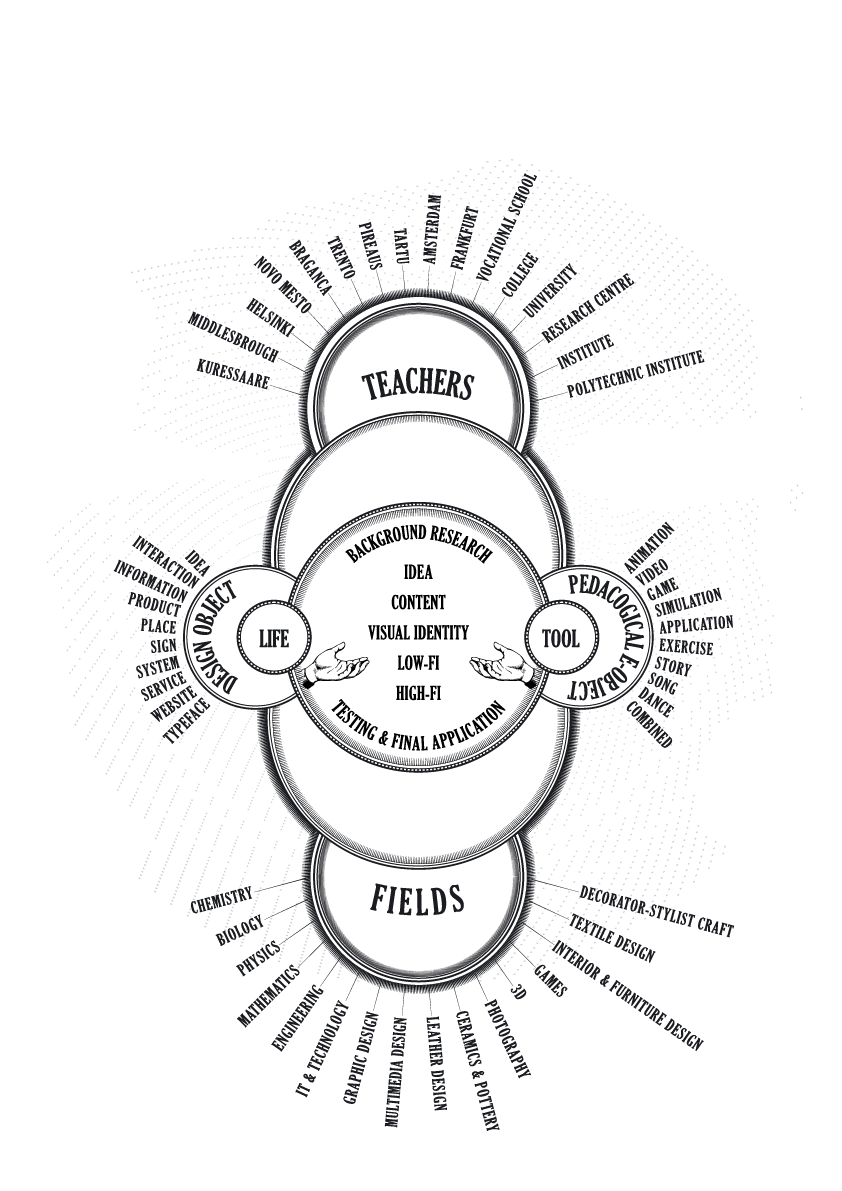 KURESSAARE
MIDDLESBROUGH
HELSINKI
NOVO MESTO
BRAGANCA
TRENTO
PIREAUS
TARTU
AMSTERDAM
FRANKFURT
VOCATIONAL SCHOOL
COLLEGE
UNIVERSITY
RESEARCH CENTRE
INSTITUTE
POLYTECHNIC INSTITUTE
TEACHERS
BACKGROUND RESEARCH
IDEA
CONTENT
VISUAL IDENTITY
LOW-FI
HIGH-FI
TESTING & FINAL APPLICATION
LIFE
DESIGN OBJECT
IDEA
INTERACTION
INFORMATION
PRODUCT
PLACE
SIGN
SYSTEM
SERVICE
WEBSITE
TYPEFACE
TOOL
PEDAGOGICAL E-OBJECT
ANIMATION
VIDEO
GAME
SIMULATION
APPLICATION
EXERCISE
STORY
SONG
DANCE
COMBINED
FIELDS
CHEMISTRY
BIOLOGY
PHYSICS
MATHEMATICS
ENGINEERING
IT & TECHNOLOGY
GRAPHIC DESIGN
MULTIMEDIA DESIGN
LEATHER DESIGN
CERAMICS & POTTERY
PHOTOGRAPHY
3D
GAMES
INTERIOR & FURNITURE DESIGN
TEXTILE DESIGN
DECORATOR-STYLIST CRAFT